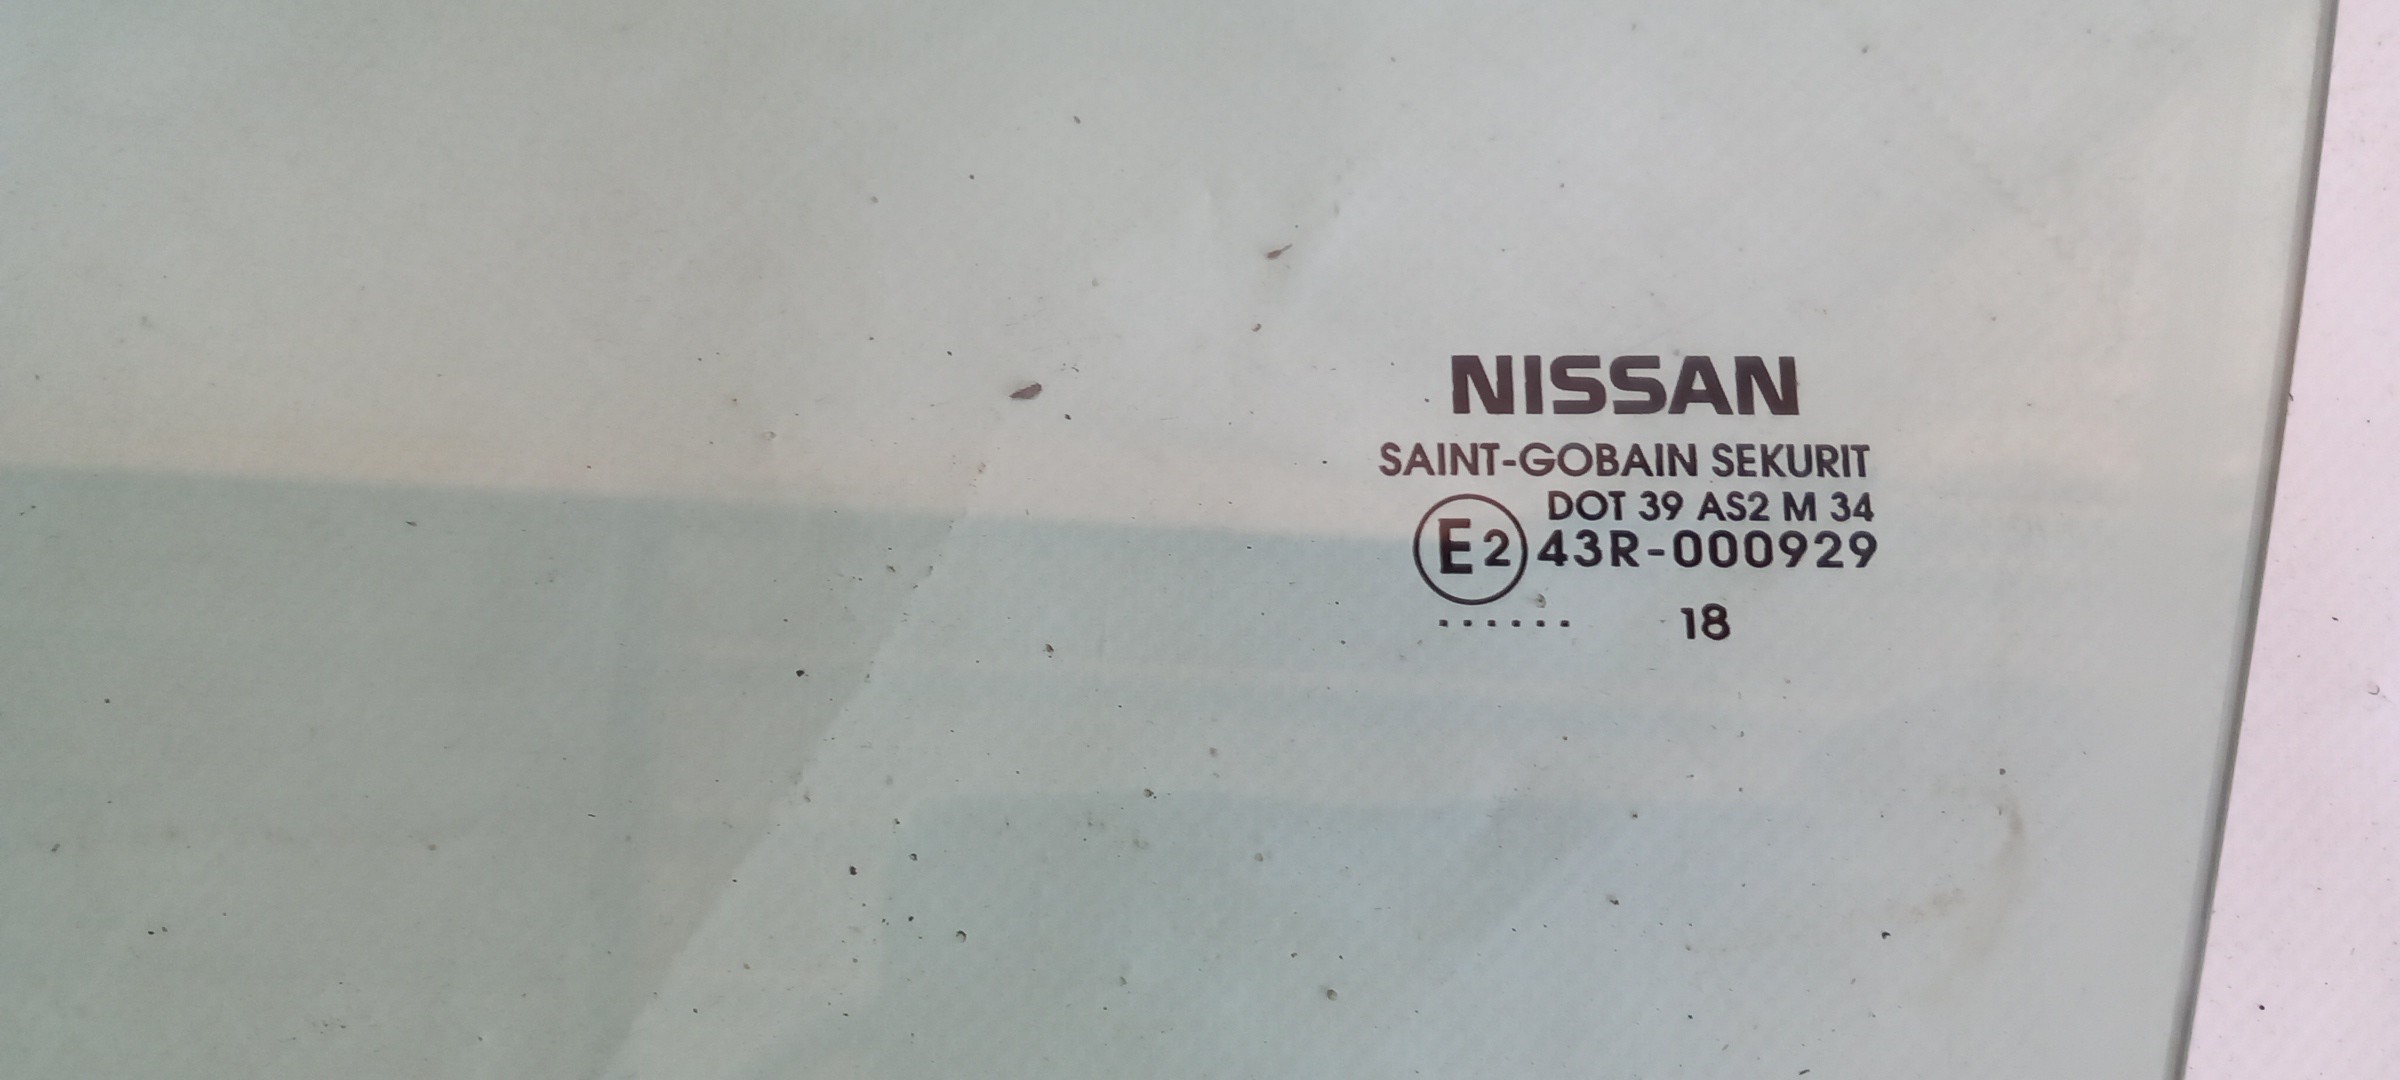 NISSAN
SAINT-GOBAIN SEKURIT
DOT 39 AS2 M 34
E2 43R-000929
...... 18